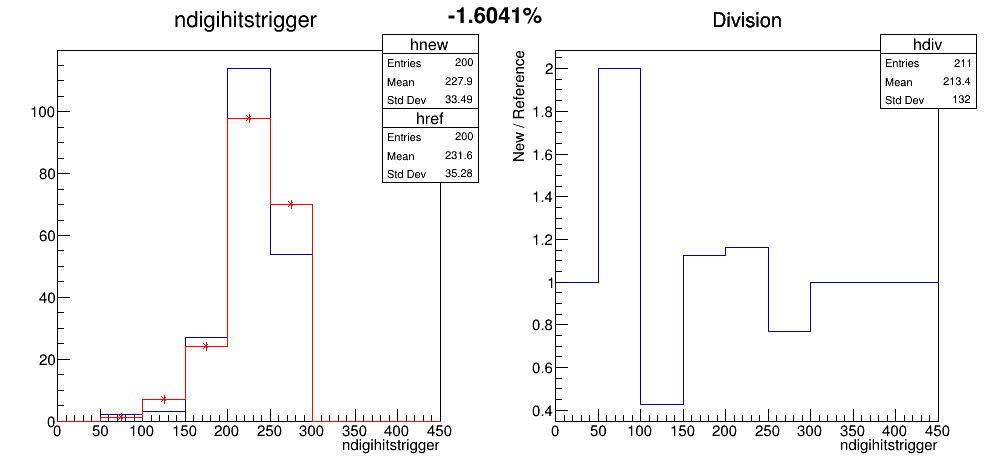 -1.6041%
ndigihitstrigger
hnew
Entries 200
Mean 227.9
Std Dev 33.49
href
Entries 200
Mean 231.6
Std Dev 35.28
100
80
60
40
20
0
0 50 100 150 200 250 300 350 400 450
ndigihitstrigger
Division
hdiv
Entries 211
Mean 213.4
Std Dev 132
New / Reference
2
1.8
1.6
1.4
1.2
1
0.8
0.6
0.4
0 50 100 150 200 250 300 350 400 450
ndigihitstrigger